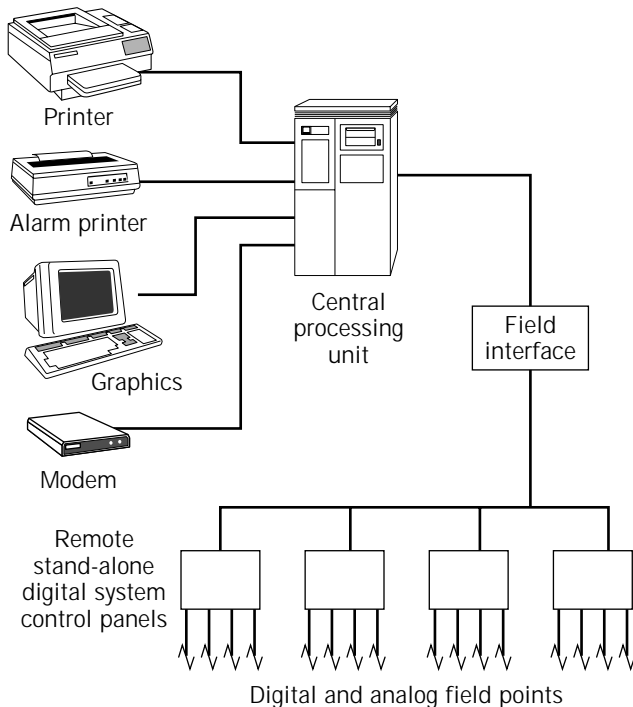 Printer
Alarm printer
Graphics
Modem
Central
processing
unit
Field
interface
Remote
stand-alone
digital system
control panels
Digital and analog field points